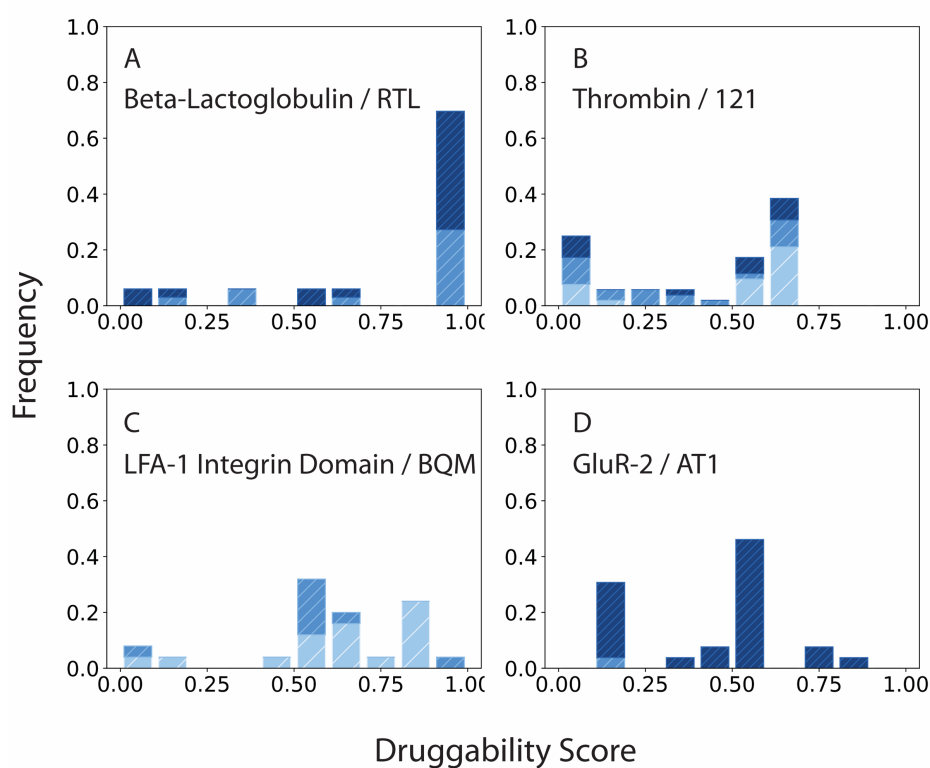 A
Beta-Lactoglobulin / RTL
1.0
0.8
0.6
0.4
0.2
0.0
0.00 0.25 0.50 0.75 1.00
B
Thrombin / 121
1.0
0.8
0.6
0.4
0.2
0.0
0.00 0.25 0.50 0.75 1.00
Frequency
C
LFA-1 Integrin Domain / BQM
1.0
0.8
0.6
0.4
0.2
0.0
0.00 0.25 0.50 0.75 1.00
D
GluR-2 / AT1
1.0
0.8
0.6
0.4
0.2
0.0
0.00 0.25 0.50 0.75 1.00
Druggability Score